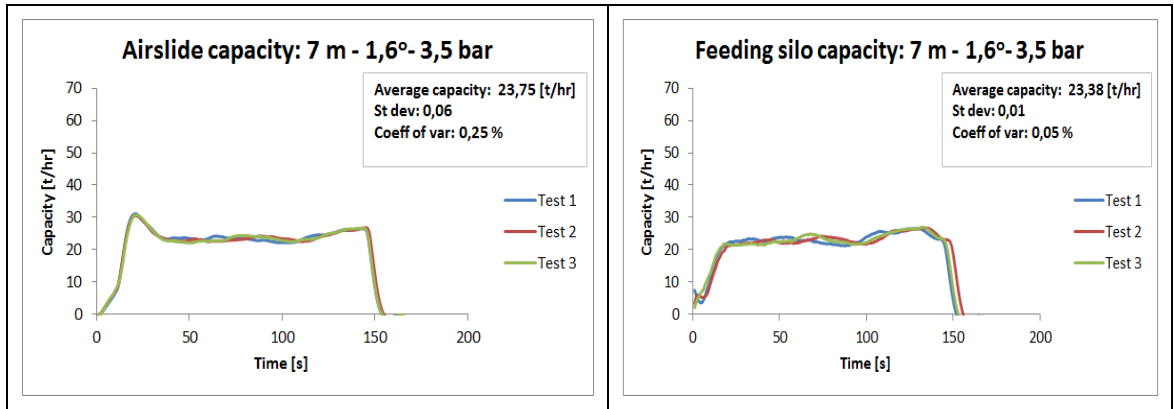 Airslide capacity: 7 m - 1,6º- 3,5 bar
Average capacity: 23,75 [t/hr]
St dev: 0,06
Coeff of var: 0,25 %
Capacity [t/hr]
70
60
50
40
30
20
10
0
0 50 100 150 200
Time [s]
Test 1
Test 2
Test 3
Feeding silo capacity: 7 m - 1,6º- 3,5 bar
Average capacity: 23,38 [t/hr]
St dev: 0,01
Coeff of var: 0,05 %
Capacity [t/hr]
70
60
50
40
30
20
10
0
0 50 100 150 200
Time [s]
Test 1
Test 2
Test 3